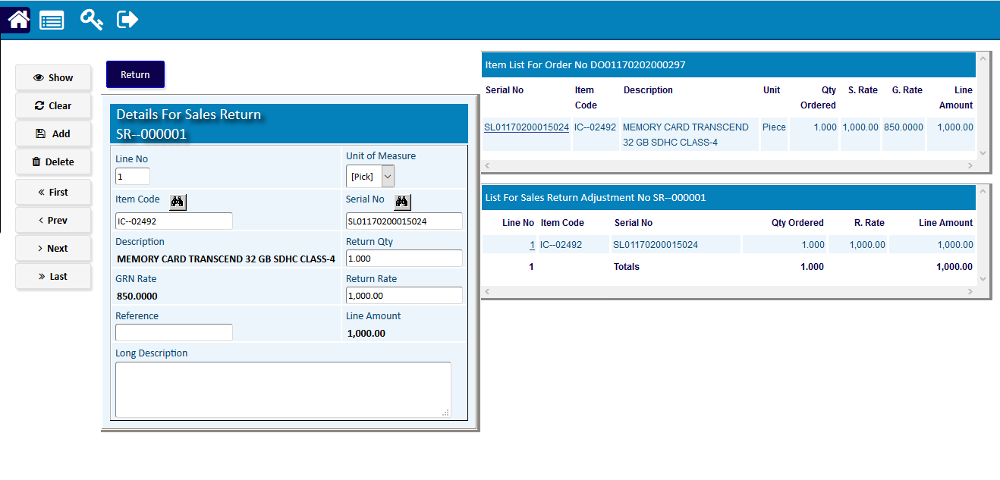 Show
Clear
Add
Delete
« First
< Prev
> Next
» Last
Return
Details For Sales Return
SR--000001
Line No
1
Unit of Measure
[Pick]
Item Code
IC--02492
Serial No
SL01170200015024
Description
MEMORY CARD TRANSCEND 32 GB SDHC CLASS-4
Return Qty
1.000
GRN Rate
850.0000
Return Rate
1,000.00
Reference
Line Amount
1,000.00
Long Description
Item List For Order No DO01170202000297
Serial No Item Code Description Unit Qty Ordered S. Rate G. Rate Line Amount
SL01170200015024 IC--02492 MEMORY CARD TRANSCEND Piece 1.000 1,000.00 850.0000 1,000.00
32 GB SDHC CLASS-4
List For Sales Return Adjustment No SR--000001
Line No Item Code Serial No Qty Ordered R. Rate Line Amount
1 IC--02492 SL01170200015024 1.000 1,000.00 1,000.00
1 Totals 1.000 1,000.00